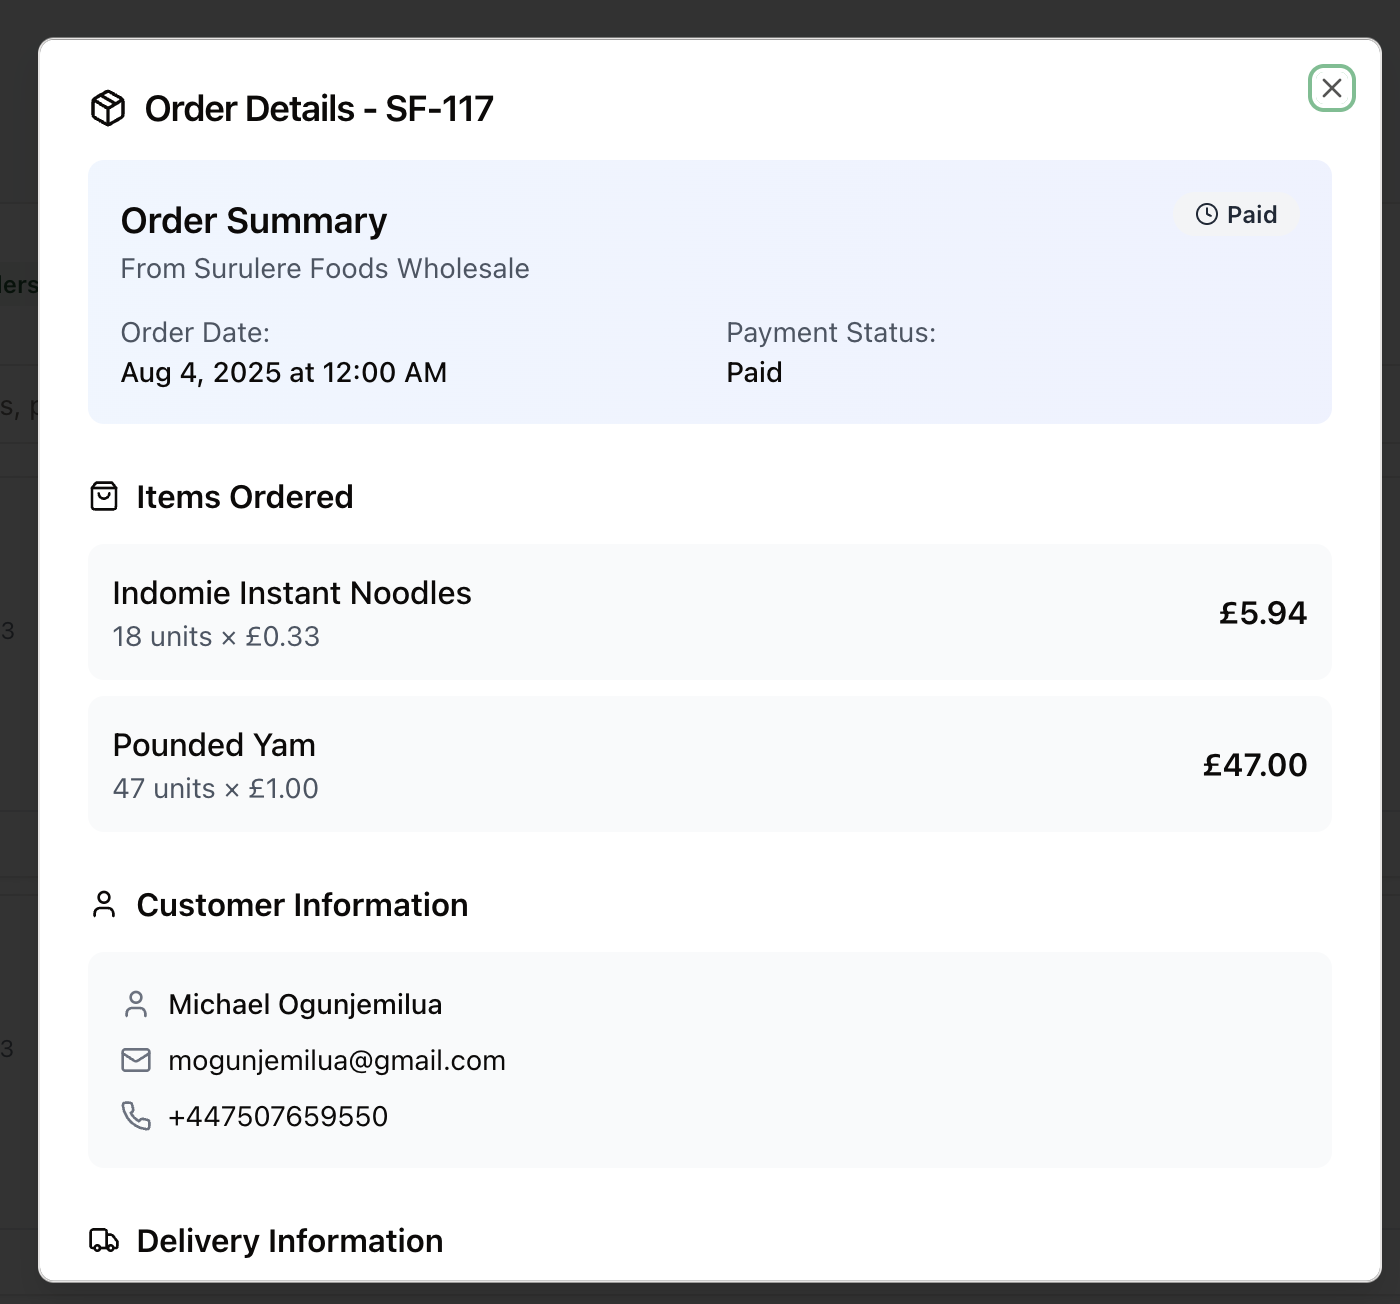 Order Details - SF-117
Order Summary
Paid
From Surulere Foods Wholesale
Order Date:
Payment Status:
Aug 4, 2025 at 12:00 AM
Paid
Items Ordered
Indomie Instant Noodles
£5.94
18 units × £0.33
Pounded Yam
£47.00
47 units × £1.00
Customer Information
Michael Ogunjemilua
mogunjemilua@gmail.com
+447507659550
Delivery Information